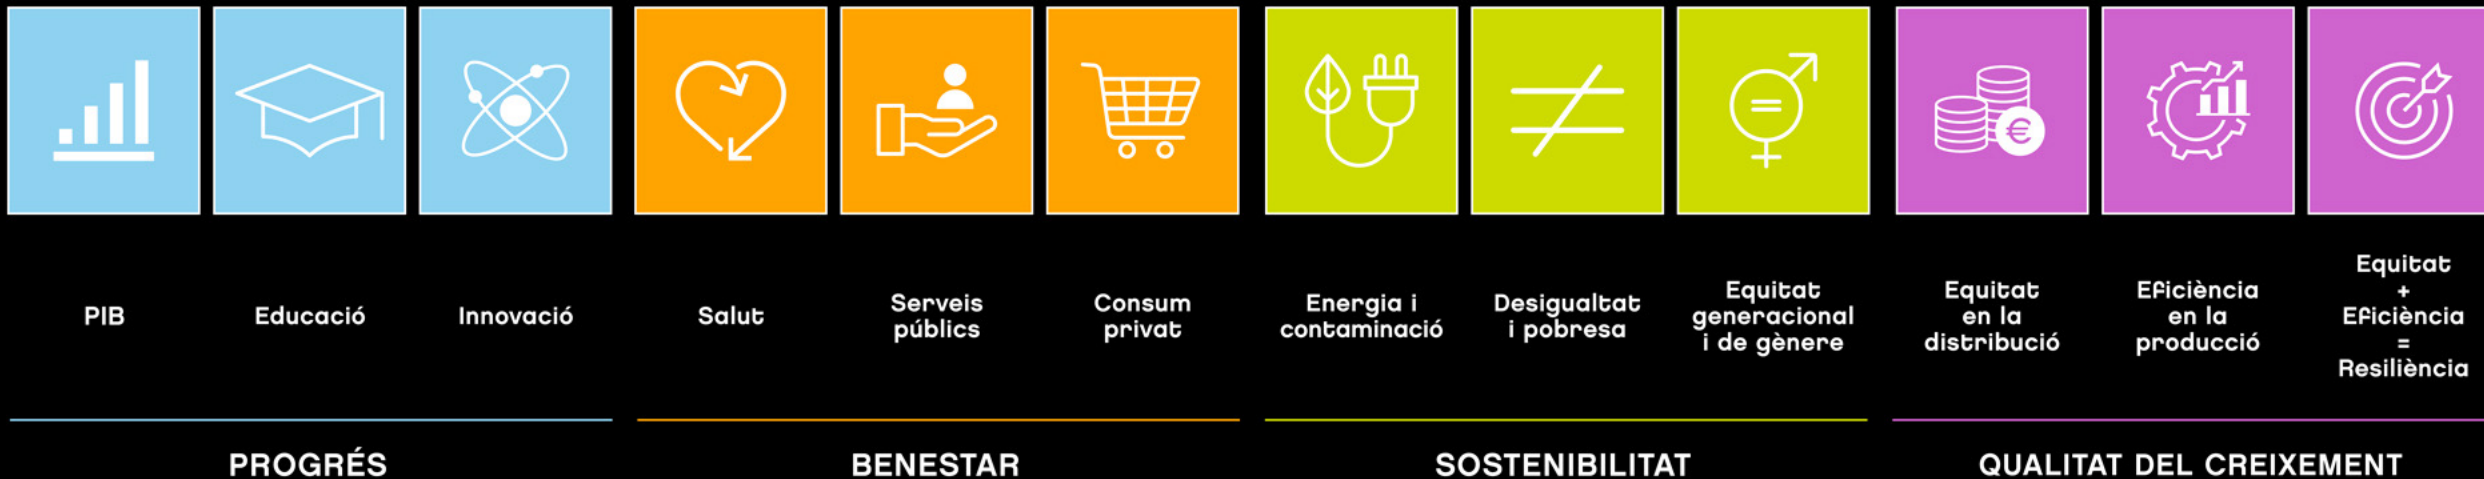 PIB
Educació
Innovació
Salut
Serveis
públics
Consum
privat
Energia i
contaminació
Desigualtat
i pobresa
Equitat
generacional
i de gènere
Equitat
en la
distribució
Eficiència
en la
producció
Equitat
+
Eficiència
=
Resiliència
PROGRÉS
BENESTAR
SOSTENIBILITAT
QUALITAT DEL CREIXEMENT